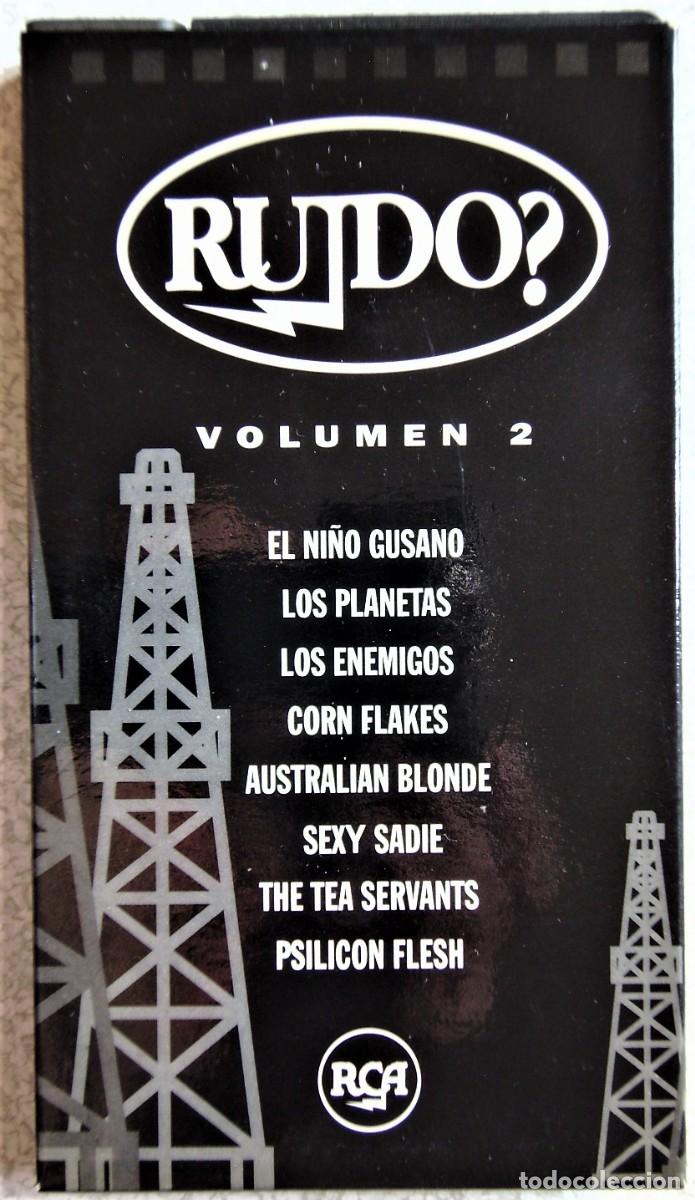 RUIDO?
VOLUMEN 2
EL NIÑO GUSANO
LOS PLANETAS
LOS ENEMIGOS
CORN FLAKES
AUSTRALIAN BLONDE
SEXY SADIE
THE TEA SERVANTS
PSILICON FLESH
RCA
todocoleccion